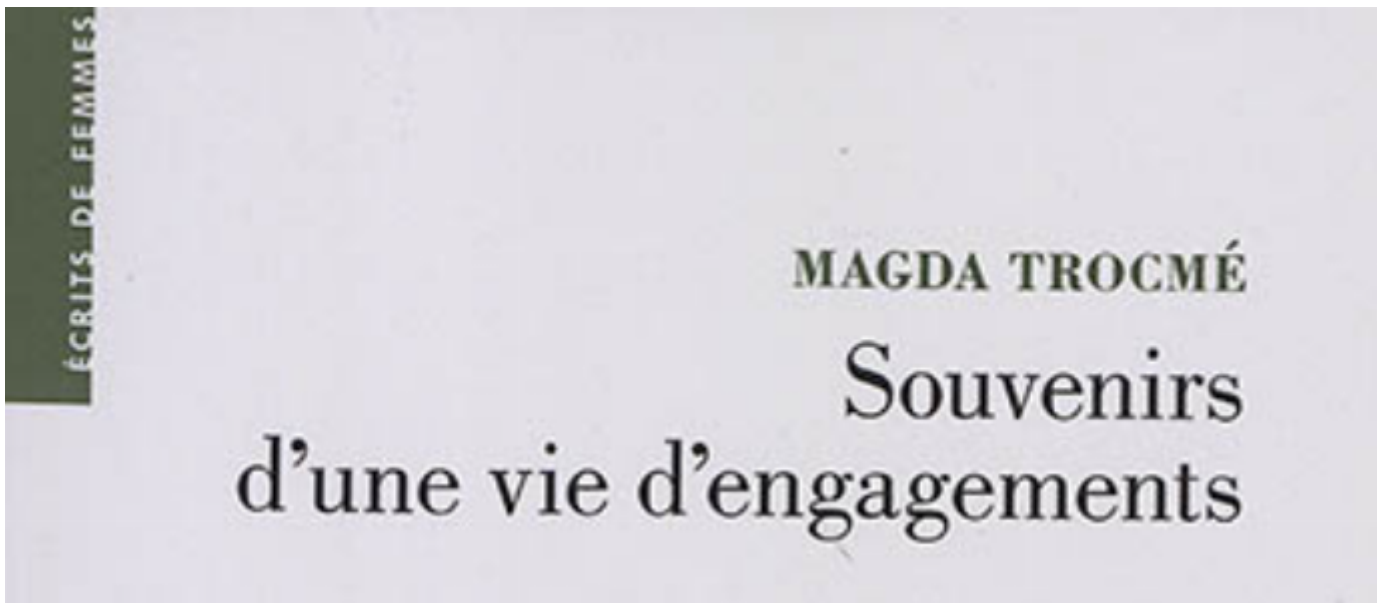 ÉCRITS DE FEMMES
MAGDA TROCMÉ
Souvenirs
d'une vie d'engagements